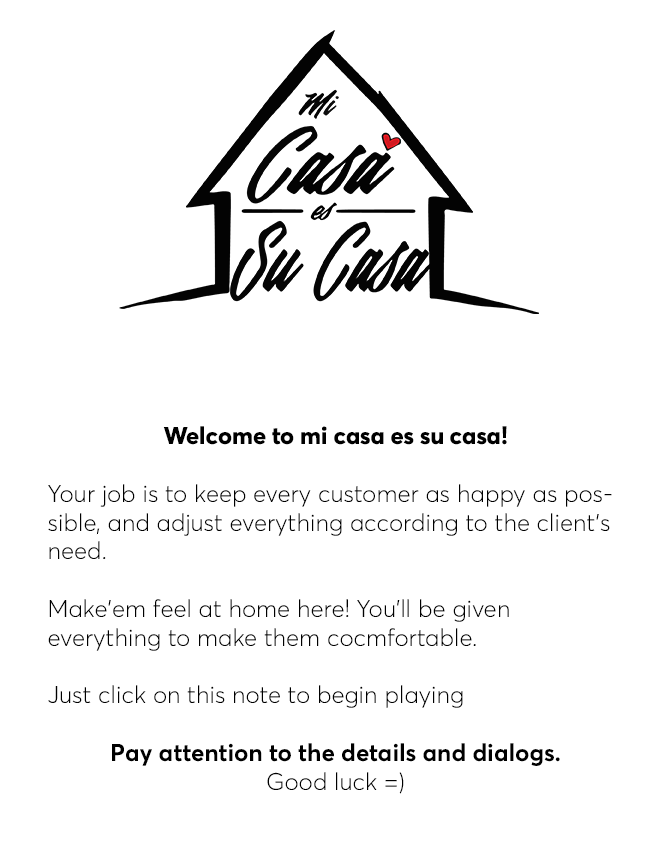 Mi
Casa
es
Su Casa
Welcome to mi casa es su casa!
Your job is to keep every customer as happy as pos-
sible, and adjust everything according to the client's
need.
Make'em feel at home here! You'll be given
everything to make them cocmfortable.
Just click on this note to begin playing
Pay attention to the details and dialogs.
Good luck =)